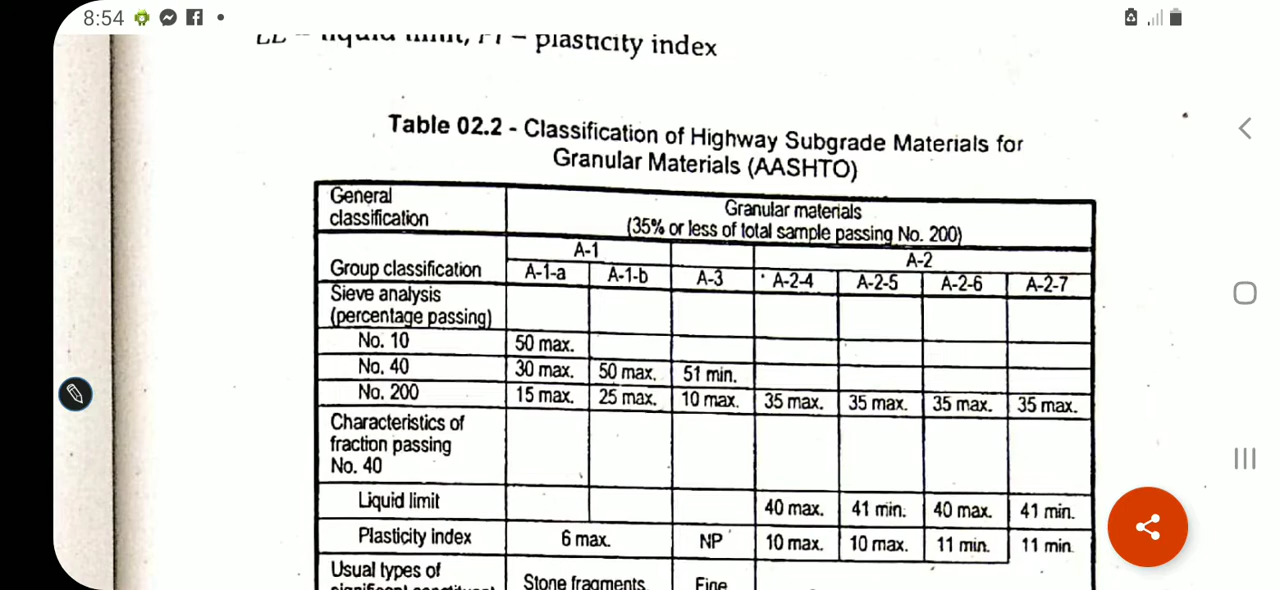 8:54
plasticity index
Table 02.2 - Classification of Highway Subgrade Materials for
Granular Materials (AASHTO)
General
classification
Granular materials
(35% or less of total sample passing No. 200)
Group classification
A-1
A-2
A-1-a A-1-b A-3 A-2-4 A-2-5 A-2-6 A-2-7
Sieve analysis
(percentage passing)
No. 10 50 max.
No. 40 30 max. 50 max. 51 min.
No. 200 15 max. 25 max. 10 max. 35 max. 35 max. 35 max. 35 max.
Characteristics of
fraction passing
No. 40
Liquid limit 40 max. 41 min. 40 max. 41 min.
Plasticity index 6 max. NP 10 max. 10 max. 11 min. 11 min.
Usual types of
Stone fragments, Fine